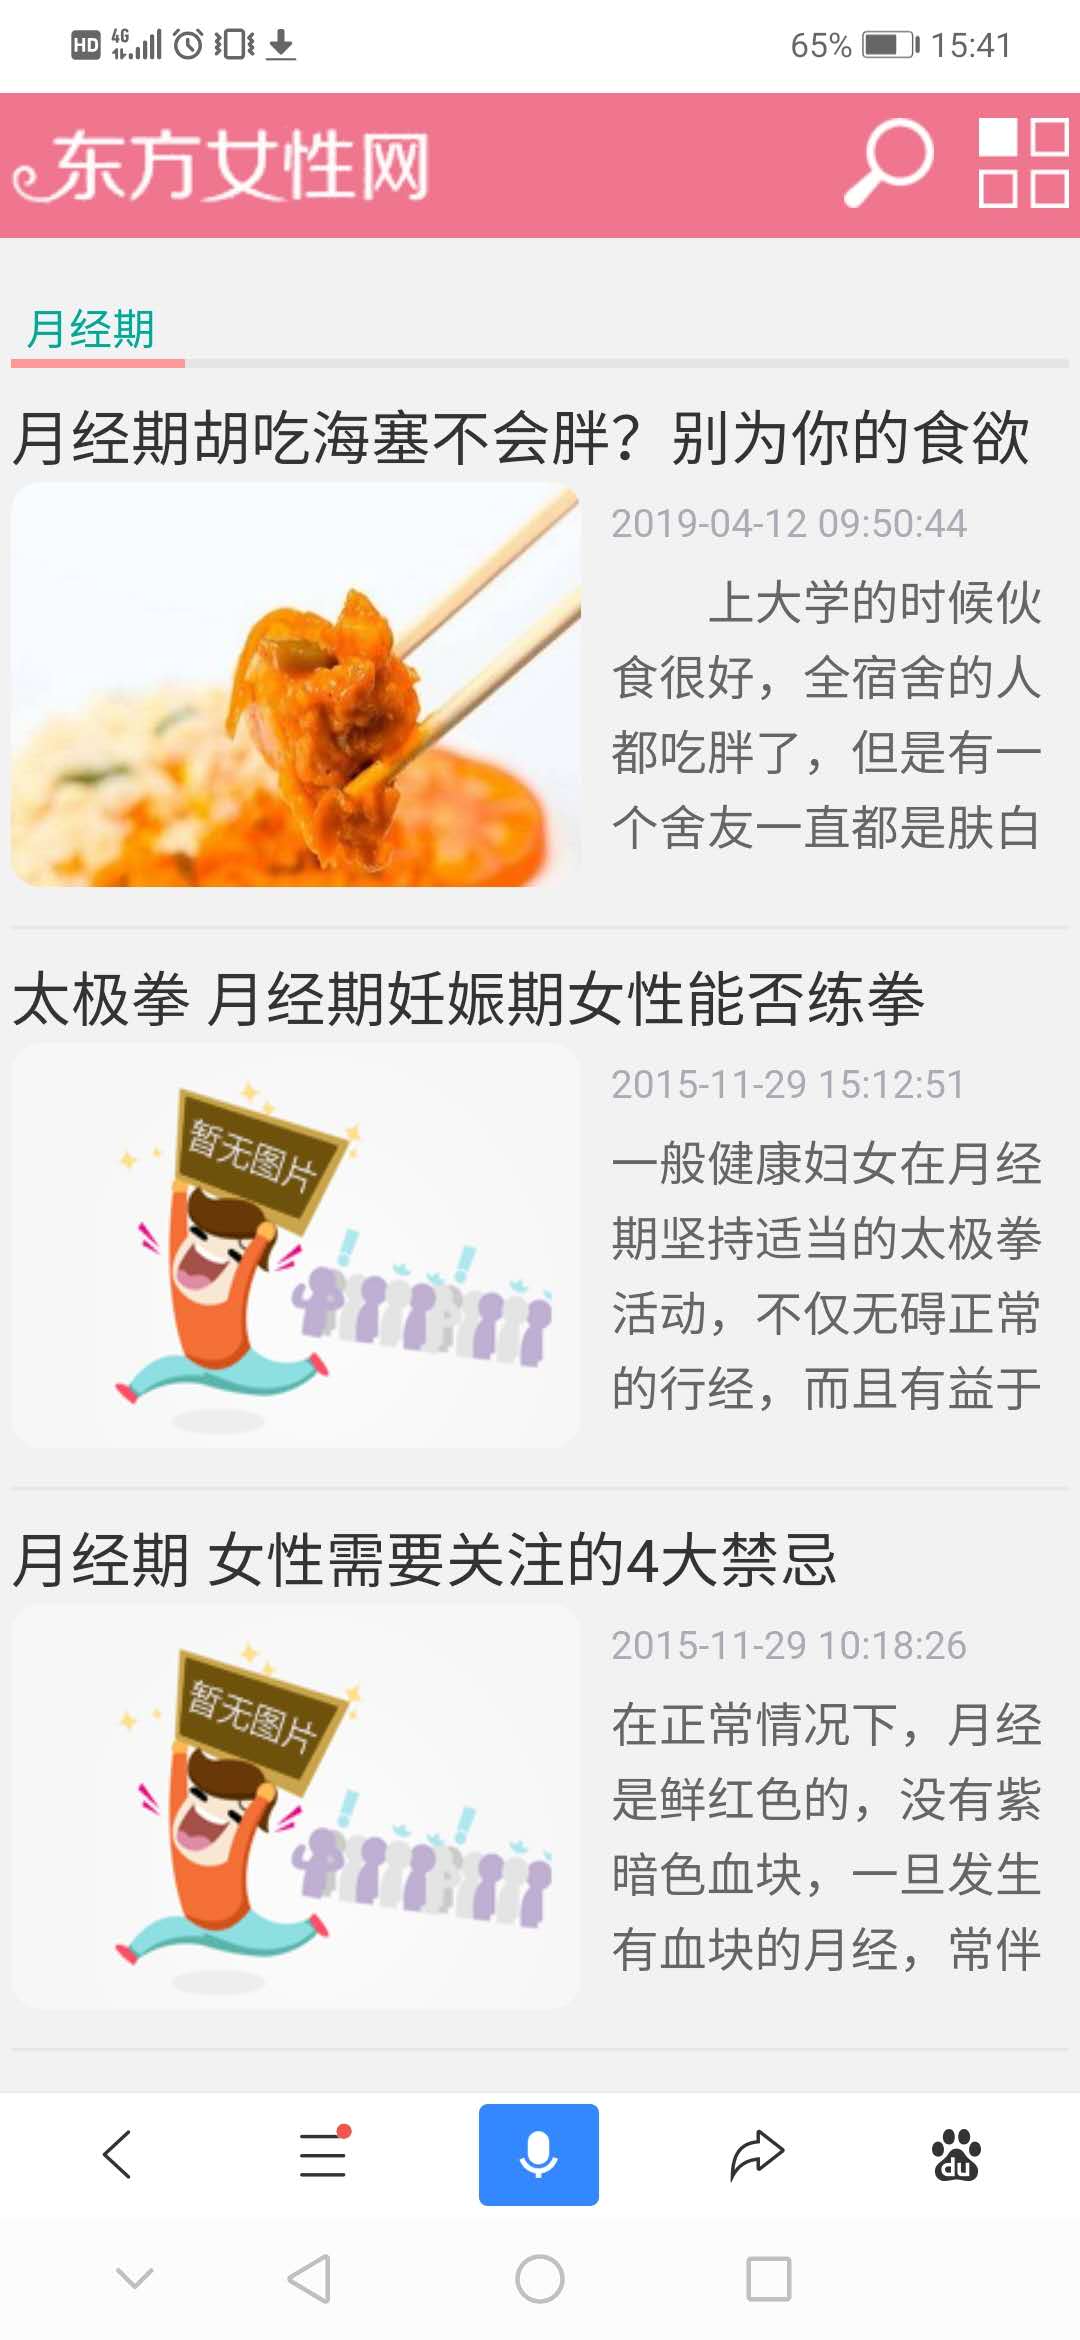 HD 4G 65% 15:41
东方女性网
月经期
月经期胡吃海塞不会胖？别为你的食欲
2019-04-12 09:50:44
上大学的时候伙
食很好，全宿舍的人
都吃胖了，但是有一
个舍友一直都是肤白
太极拳 月经期妊娠期女性能否练拳
暂无图片
2015-11-29 15:12:51
一般健康妇女在月经
期坚持适当的太极拳
活动，不仅无碍正常
的行经，而且有益于
月经期 女性需要关注的4大禁忌
暂无图片
2015-11-29 10:18:26
在正常情况下，月经
是鲜红色的，没有紫
暗色血块，一旦发生
有血块的月经，常伴
du